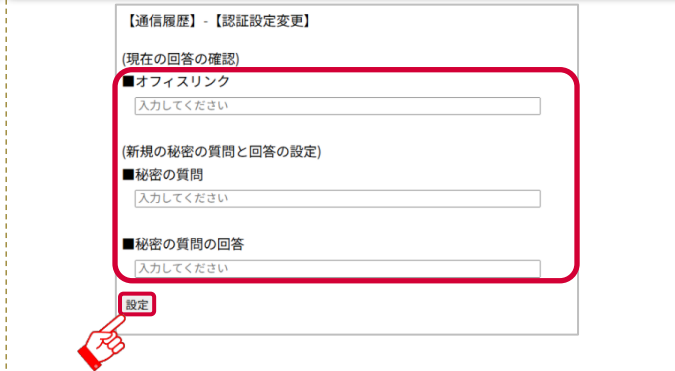 【通信履歴】-【認証設定変更】
(現在の回答の確認)
■オフィスリンク
入力してください
(新規の秘密の質問と回答の設定)
■秘密の質問
入力してください
■秘密の質問の回答
入力してください
設定